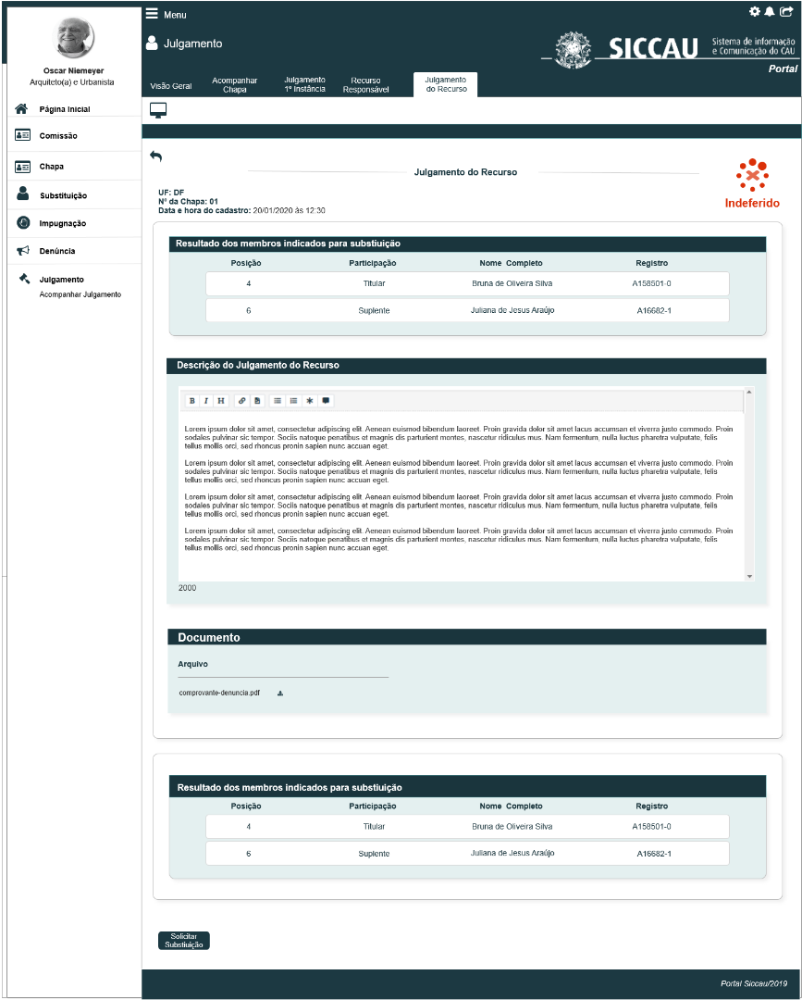 Menu
Julgamento
SICCAU
Sistema de informação
e Comunicação do CAU
Portal
Visão Geral
Acompanhar
Chapa
Julgamento
1ª Instância
Recurso
Responsável
Julgamento
do Recurso
Oscar Niemeyer
Arquiteto(a) e Urbanista
Página Inicial
Comissão
Chapa
Substituição
Impugnação
Denúncia
Julgamento
Acompanhar Julgamento
Julgamento do Recurso
Indeferido
UF: DF
Nº da Chapa: 01
Data e hora do cadastro: 20/01/2020 às 12:30
Resultado dos membros indicados para substiuição
Posição Participação Nome Completo Registro
4 Titular Bruna de Oliveira Silva A158501-0
6 Suplente Juliana de Jesus Araújo A16682-1
Descrição do Julgamento do Recurso
B I H
Lorem ipsum dolor sit amet, consectetur adipiscing elit. Aenean euismod bibendum laoreet. Proin gravida dolor sit amet lacus accumsan et viverra justo commodo. Proin
sodales pulvinar sic tempor. Sociis natoque penatibus et magnis dis parturient montes, nascetur ridiculus mus. Nam fermentum, nulla luctus pharetra vulputate, felis
tellus mollis orci, sed rhoncus pronin sapien nunc accuan eget.
Lorem ipsum dolor sit amet, consectetur adipiscing elit. Aenean euismod bibendum laoreet. Proin gravida dolor sit amet lacus accumsan et viverra justo commodo. Proin
sodales pulvinar sic tempor. Sociis natoque penatibus et magnis dis parturient montes, nascetur ridiculus mus. Nam fermentum, nulla luctus pharetra vulputate, felis
tellus mollis orci, sed rhoncus pronin sapien nunc accuan eget.
Lorem ipsum dolor sit amet, consectetur adipiscing elit. Aenean euismod bibendum laoreet. Proin gravida dolor sit amet lacus accumsan et viverra justo commodo. Proin
sodales pulvinar sic tempor. Sociis natoque penatibus et magnis dis parturient montes, nascetur ridiculus mus. Nam fermentum, nulla luctus pharetra vulputate, felis
tellus mollis orci, sed rhoncus pronin sapien nunc accuan eget.
Lorem ipsum dolor sit amet, consectetur adipiscing elit. Aenean euismod bibendum laoreet. Proin gravida dolor sit amet lacus accumsan et viverra justo commodo. Proin
sodales pulvinar sic tempor. Sociis natoque penatibus et magnis dis parturient montes, nascetur ridiculus mus. Nam fermentum, nulla luctus pharetra vulputate, felis
tellus mollis orci, sed rhoncus pronin sapien nunc accuan eget.
2000
Documento
Arquivo
comprovante-denuncia.pdf
Resultado dos membros indicados para substiuição
Posição Participação Nome Completo Registro
4 Titular Bruna de Oliveira Silva A158501-0
6 Suplente Juliana de Jesus Araújo A16682-1
Solicitar
Substiuição
Portal Siccau/2019